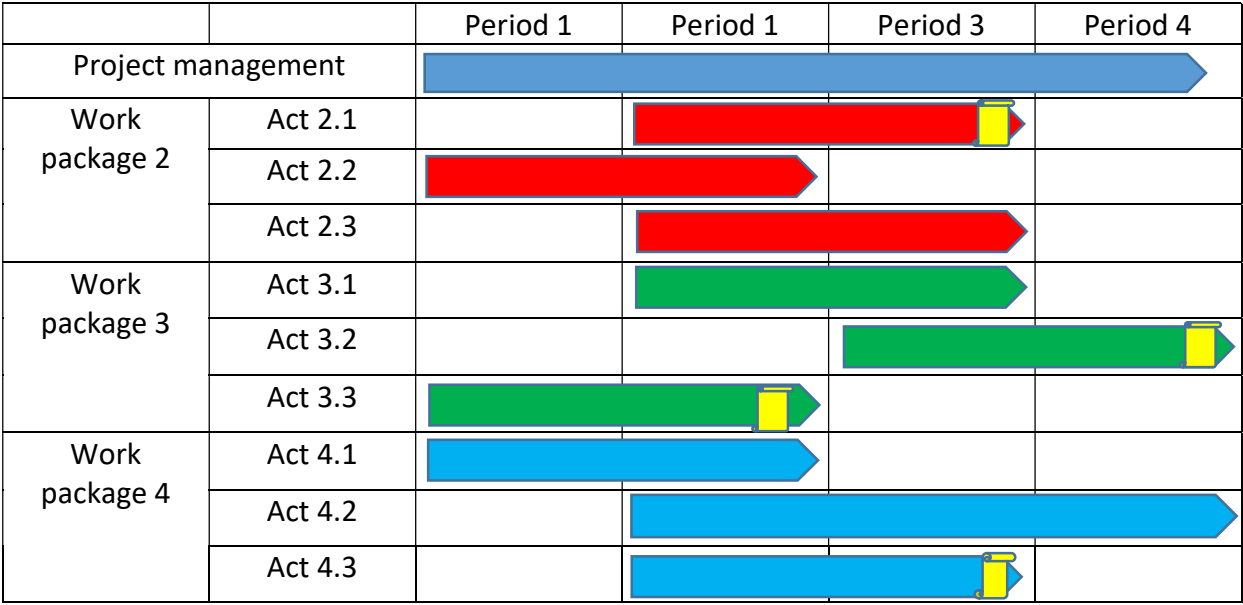 Period 1 Period 1 Period 3 Period 4
Project management
Work
package 2
Act 2.1
Act 2.2
Act 2.3
Work
package 3
Act 3.1
Act 3.2
Act 3.3
Work
package 4
Act 4.1
Act 4.2
Act 4.3